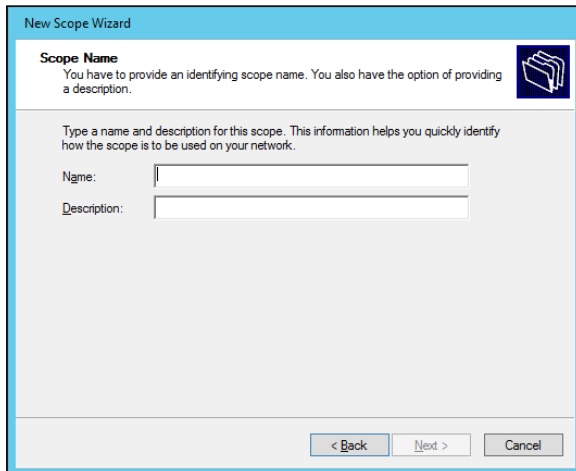 New Scope Wizard
Scope Name
You have to provide an identifying scope name. You also have the option of providing
a description.
Type a name and description for this scope. This information helps you quickly identify
how the scope is to be used on your network.
Name:
Description:
< Back Next > Cancel